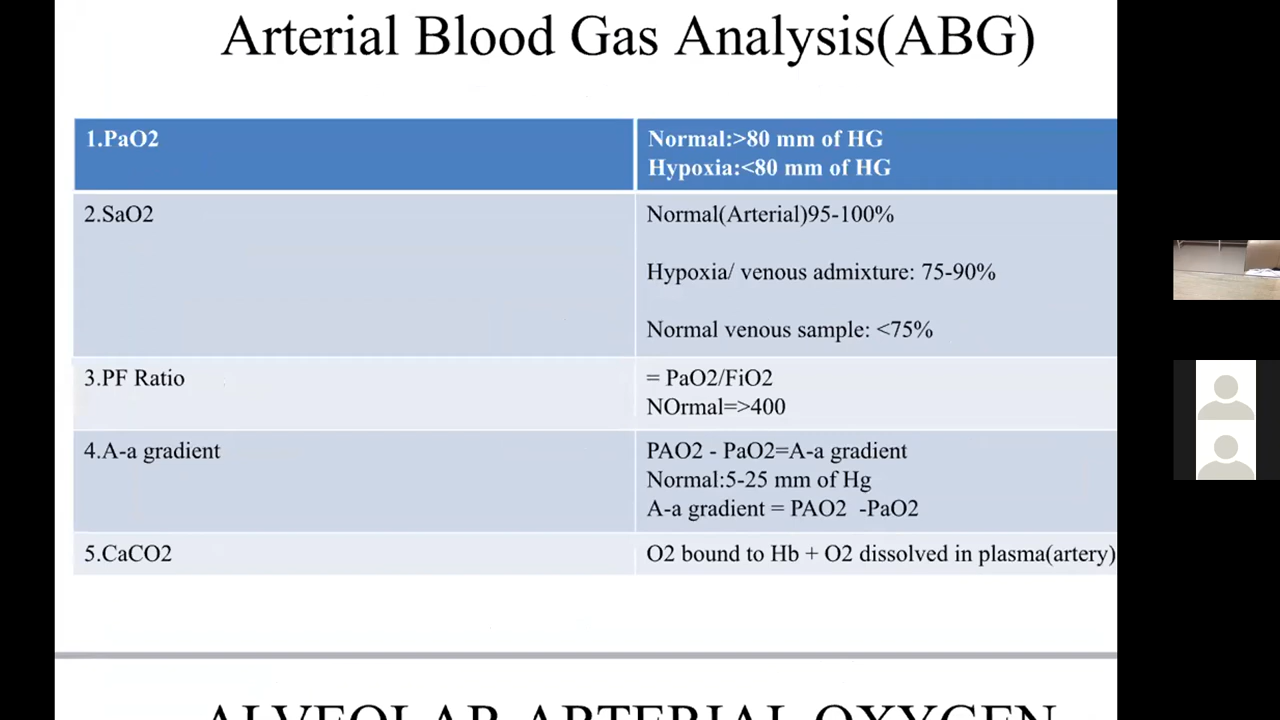 Arterial Blood Gas Analysis(ABG)
1.PaO2
Normal:>80 mm of HG
Hypoxia:<80 mm of HG
2.SaO2
Normal(Arterial)95-100%
Hypoxia/ venous admixture: 75-90%
Normal venous sample: <75%
3.PF Ratio
= PaO2/FiO2
NOrmal=>400
4.A-a gradient
PAO2 - PaO2=A-a gradient
Normal:5-25 mm of Hg
A-a gradient = PAO2  -PaO2
5.CaCO2
O2 bound to Hb + O2 dissolved in plasma(artery)
ALVEOLAR ARTERIAL OXYGEN